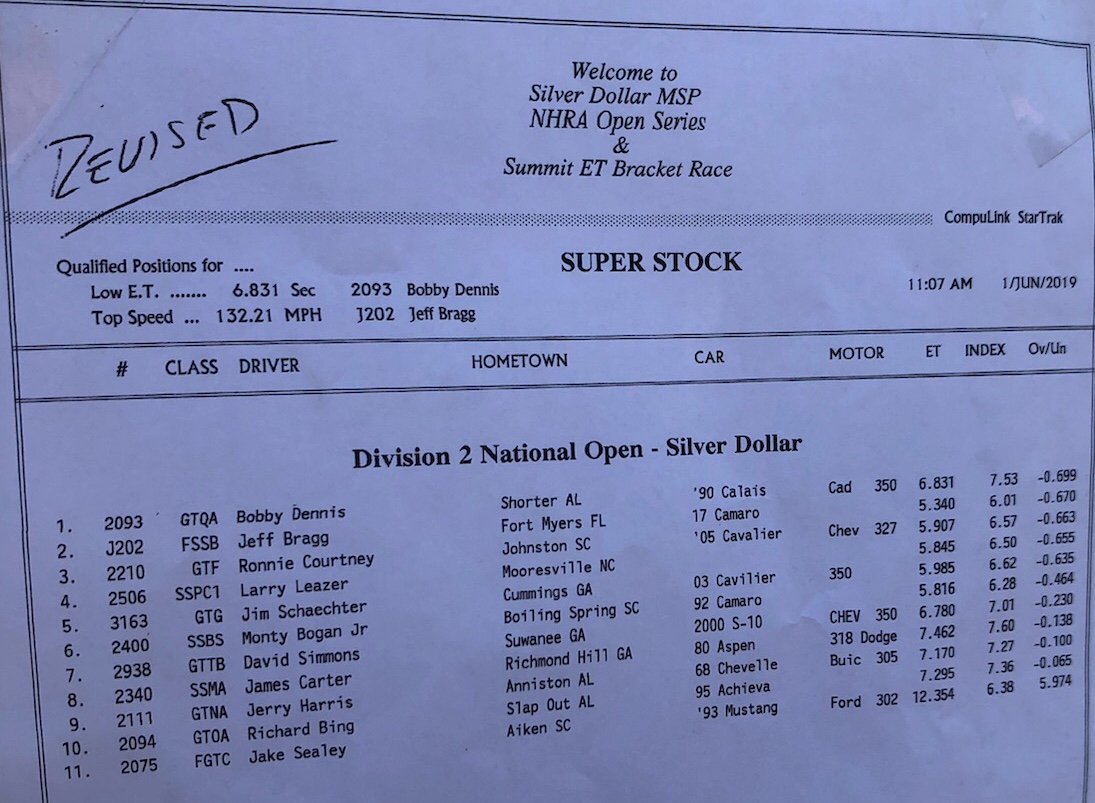 REVISED
Welcome to
Silver Dollar MSP
NHRA Open Series
&
Summit ET Bracket Race
CompuLink StarTrak
Qualified Positions for .... SUPER STOCK
Low E.T. ....... 6.831 Sec 2093 Bobby Dennis 11:07 AM 1/JUN/2019
Top Speed ... 132.21 MPH J202 Jeff Bragg
# CLASS DRIVER HOMETOWN CAR MOTOR ET INDEX Ov/Un
Division 2 National Open - Silver Dollar
1. 2093 GTQA Bobby Dennis Shorter AL '90 Calais Cad 350 6.831 7.53 -0.699
2. J202 FSSB Jeff Bragg Fort Myers FL 17 Camaro 5.340 6.01 -0.670
3. 2210 GTF Ronnie Courtney Johnston SC '05 Cavalier Chev 327 5.907 6.57 -0.663
4. 2506 SSPC1 Larry Leazer Mooresville NC 5.845 6.50 -0.655
5. 3163 GTG Jim Schaechter Cummings GA 03 Cavilier 350 5.985 6.62 -0.635
6. 2400 SSBS Monty Bogan Jr Boiling Spring SC 92 Camaro 5.816 6.28 -0.464
7. 2938 GTTB David Simmons Suwanee GA 2000 S-10 CHEV 350 6.780 7.01 -0.230
8. 2340 SSMA James Carter Richmond Hill GA 80 Aspen 318 Dodge 7.462 7.60 -0.138
9. 2111 GTNA Jerry Harris Anniston AL 68 Chevelle Buic 305 7.170 7.27 -0.100
10. 2094 GTOA Richard Bing Slap Out AL 95 Achieva 7.295 7.36 -0.065
11. 2075 FGTC Jake Sealey Aiken SC '93 Mustang Ford 302 12.354 6.38 5.974